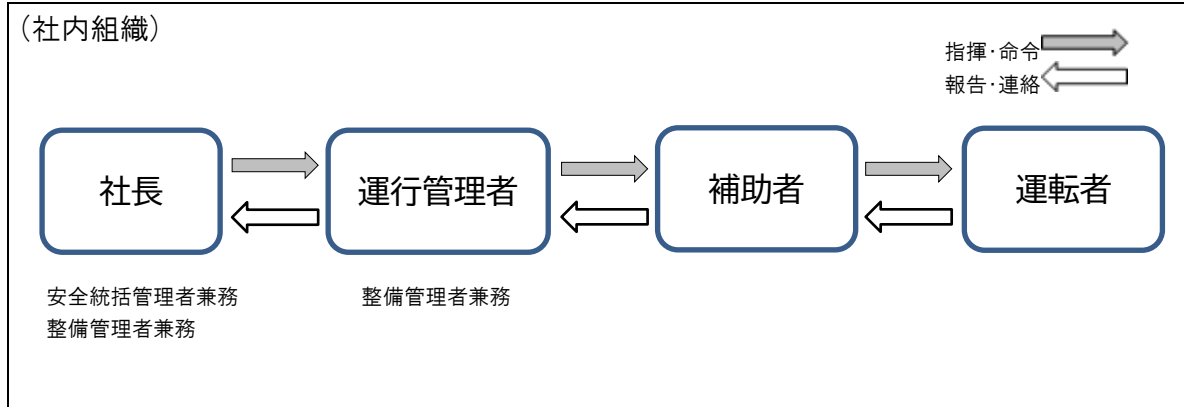 (社内組織)
指揮・命令
報告・連絡
社長
運行管理者
補助者
運転者
安全統括管理者兼務
整備管理者兼務
整備管理者兼務